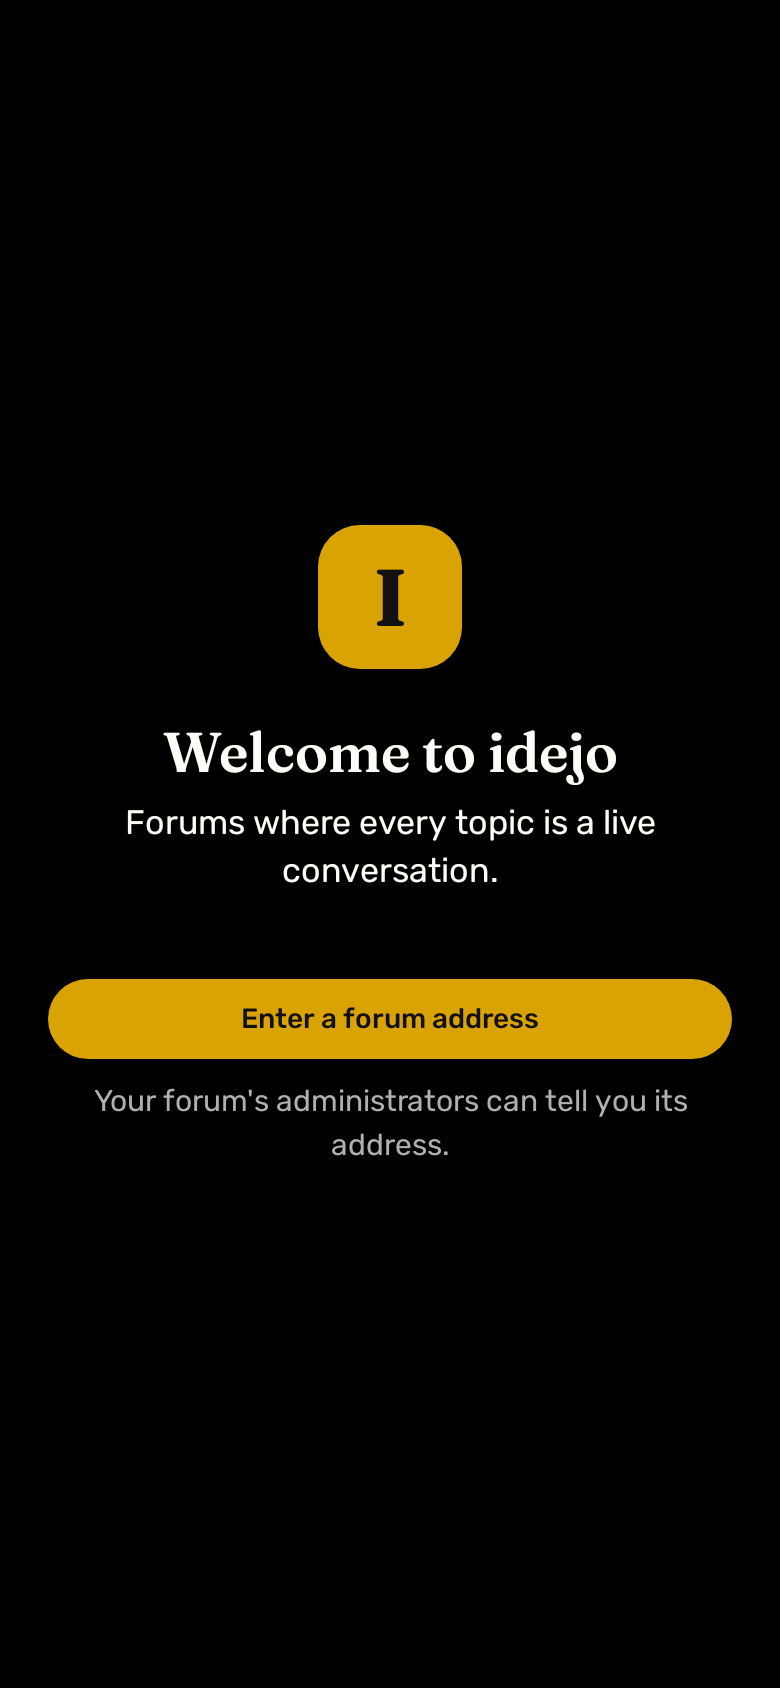 I
Welcome to idejo
Forums where every topic is a live
conversation.
Enter a forum address
Your forum's administrators can tell you its
address.